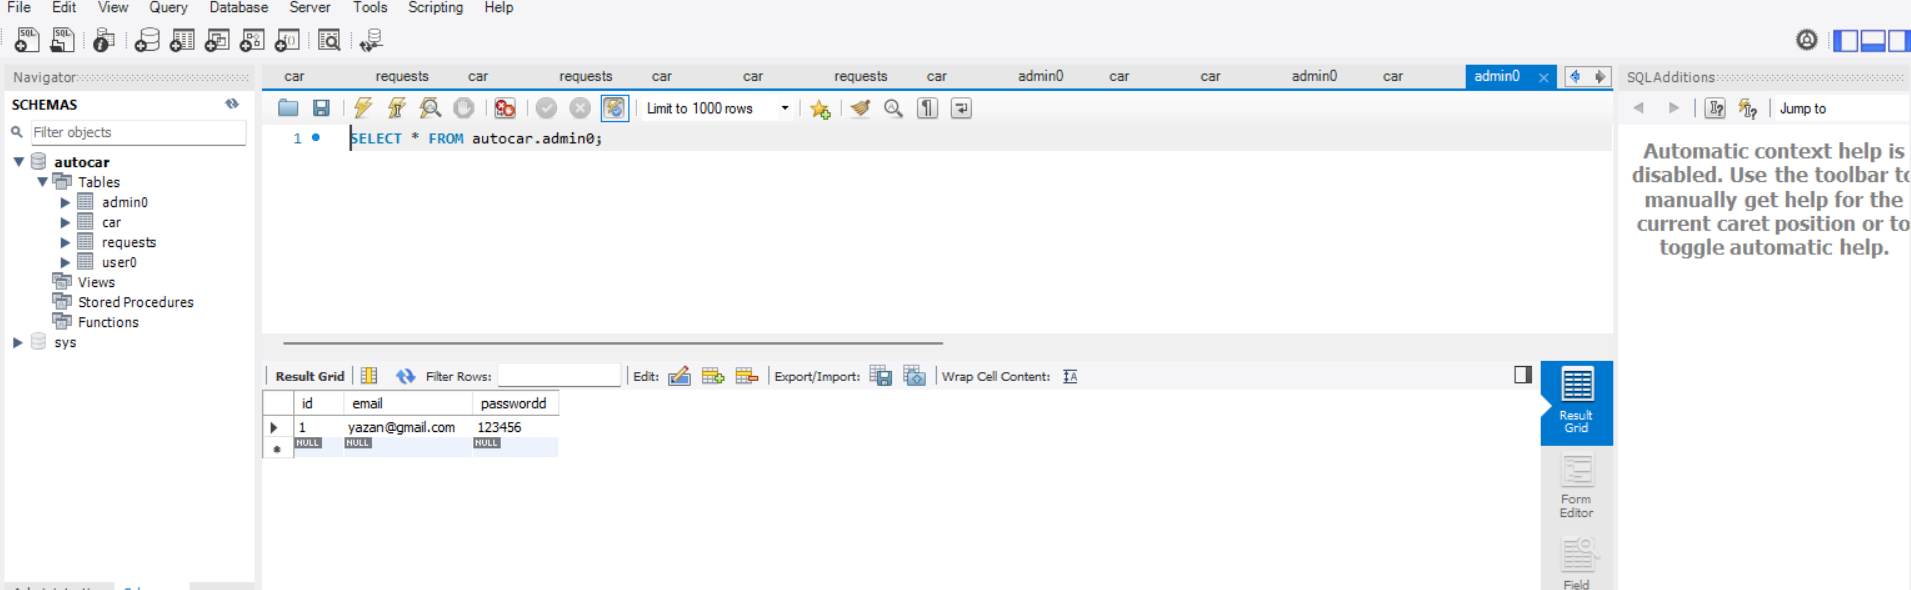 File Edit View Query Database Server Tools Scripting Help
Navigator
SCHEMAS
Filter objects
autocar
Tables
admin0
car
requests
user0
Views
Stored Procedures
Functions
sys
car requests car requests car car requests car admin0 car car admin0 car admin0
Limit to 1000 rows
1 SELECT * FROM autocar.admin0;
Result Grid Filter Rows: Edit: Export/Import: Wrap Cell Content:
id email passwordd
1 yazan@gmail.com 123456
NULL NULL NULL
Result
Grid
Form
Editor
Field
SQLAdditions
Jump to
Automatic context help is
disabled. Use the toolbar to
manually get help for the
current caret position or to
toggle automatic help.